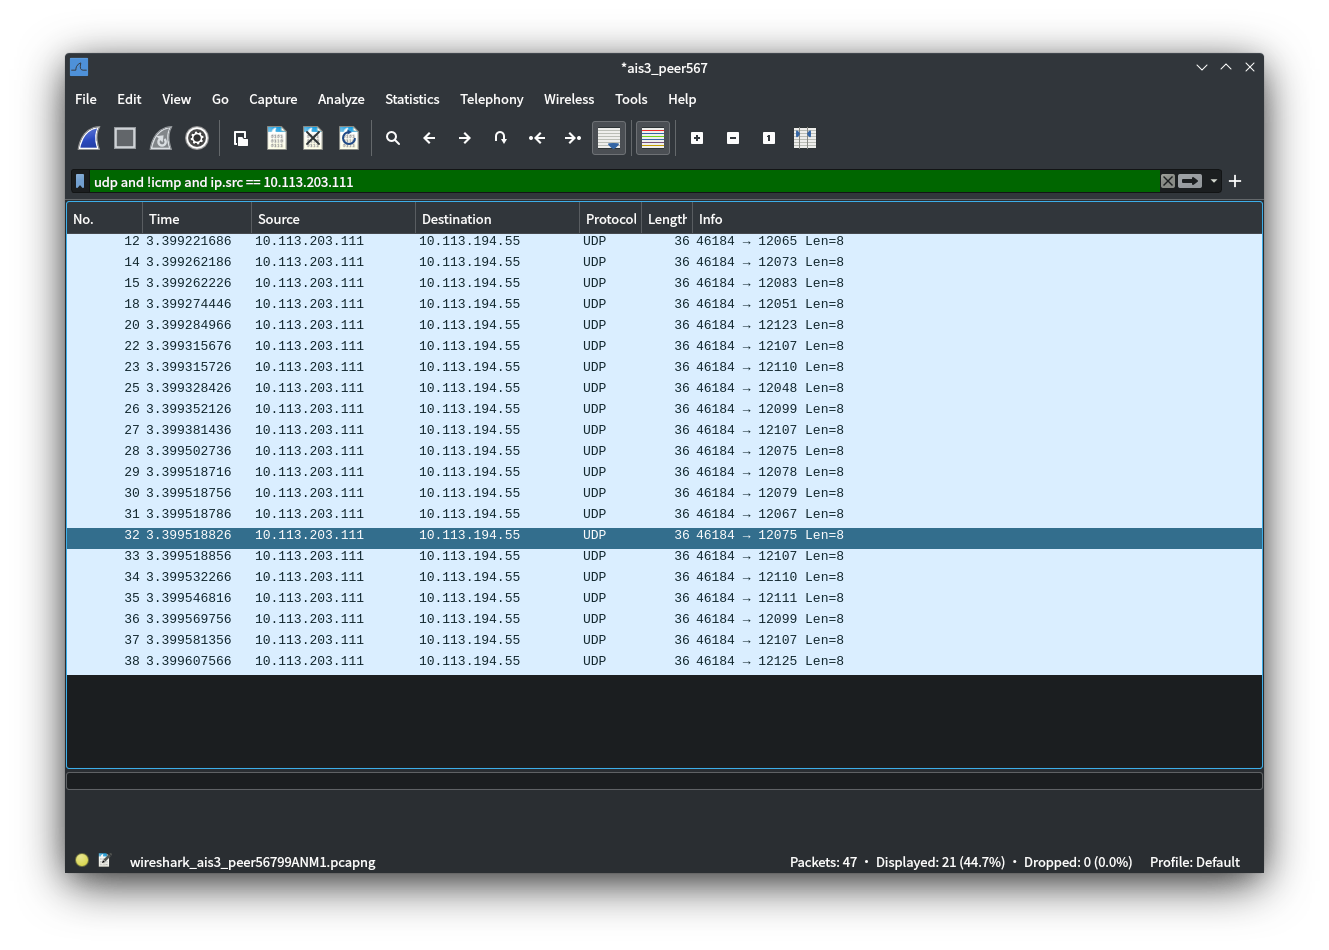 *ais3_peer567
File Edit View Go Capture Analyze Statistics Telephony Wireless Tools Help
udp and !icmp and ip.src == 10.113.203.111
No. Time Source Destination Protocol Length Info
12 3.399221686 10.113.203.111 10.113.194.55 UDP 36 46184 → 12065 Len=8
14 3.399262186 10.113.203.111 10.113.194.55 UDP 36 46184 → 12073 Len=8
15 3.399262226 10.113.203.111 10.113.194.55 UDP 36 46184 → 12083 Len=8
18 3.399274446 10.113.203.111 10.113.194.55 UDP 36 46184 → 12051 Len=8
20 3.399284966 10.113.203.111 10.113.194.55 UDP 36 46184 → 12123 Len=8
22 3.399315676 10.113.203.111 10.113.194.55 UDP 36 46184 → 12107 Len=8
23 3.399315726 10.113.203.111 10.113.194.55 UDP 36 46184 → 12110 Len=8
25 3.399328426 10.113.203.111 10.113.194.55 UDP 36 46184 → 12048 Len=8
26 3.399352126 10.113.203.111 10.113.194.55 UDP 36 46184 → 12099 Len=8
27 3.399381436 10.113.203.111 10.113.194.55 UDP 36 46184 → 12107 Len=8
28 3.399502736 10.113.203.111 10.113.194.55 UDP 36 46184 → 12075 Len=8
29 3.399518716 10.113.203.111 10.113.194.55 UDP 36 46184 → 12078 Len=8
30 3.399518756 10.113.203.111 10.113.194.55 UDP 36 46184 → 12079 Len=8
31 3.399518786 10.113.203.111 10.113.194.55 UDP 36 46184 → 12067 Len=8
32 3.399518826 10.113.203.111 10.113.194.55 UDP 36 46184 → 12075 Len=8
33 3.399518856 10.113.203.111 10.113.194.55 UDP 36 46184 → 12107 Len=8
34 3.399532266 10.113.203.111 10.113.194.55 UDP 36 46184 → 12110 Len=8
35 3.399546816 10.113.203.111 10.113.194.55 UDP 36 46184 → 12111 Len=8
36 3.399569756 10.113.203.111 10.113.194.55 UDP 36 46184 → 12099 Len=8
37 3.399581356 10.113.203.111 10.113.194.55 UDP 36 46184 → 12107 Len=8
38 3.399607566 10.113.203.111 10.113.194.55 UDP 36 46184 → 12125 Len=8
wireshark_ais3_peer56799ANM1.pcapng Packets: 47 · Displayed: 21 (44.7%) · Dropped: 0 (0.0%) Profile: Default